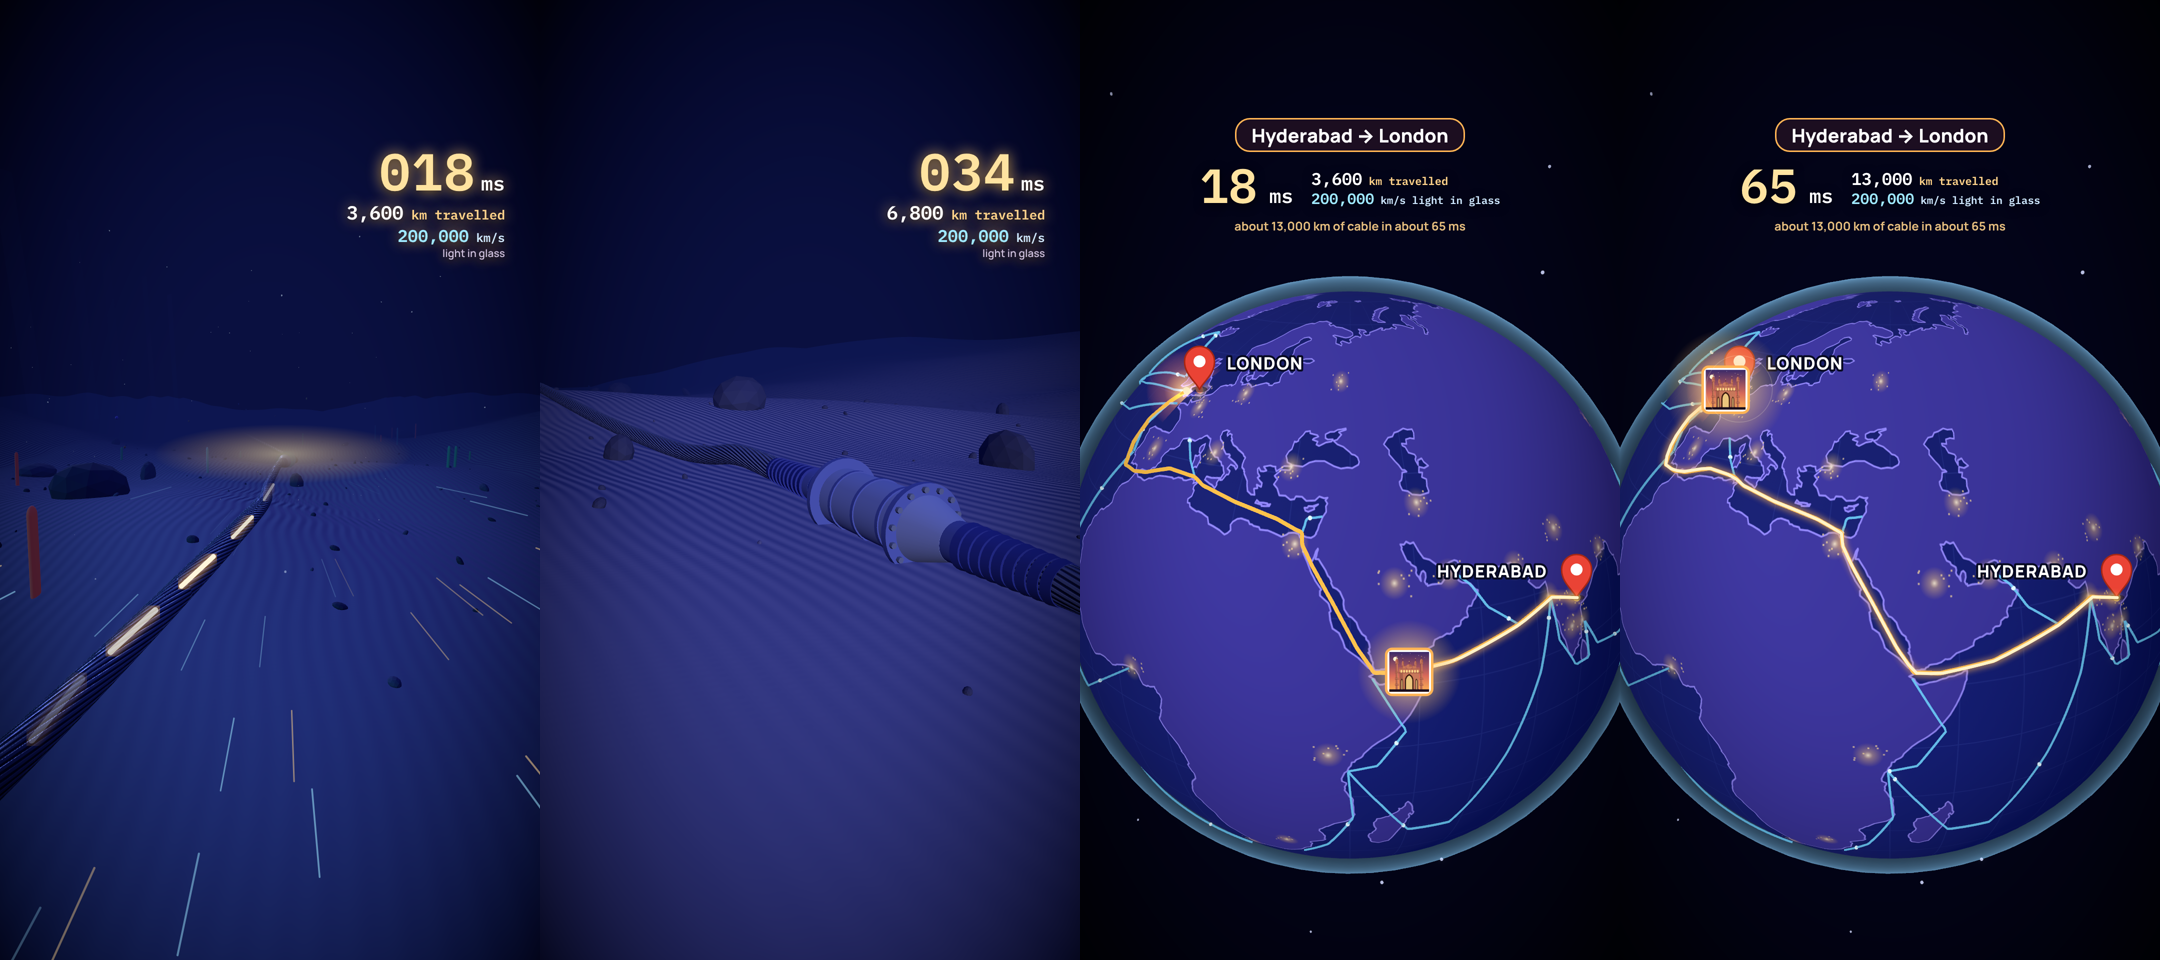 018 ms
3,600 km travelled
200,000 km/s
light in glass
034 ms
6,800 km travelled
200,000 km/s
light in glass
Hyderabad → London
18 ms
3,600 km travelled
200,000 km/s light in glass
about 13,000 km of cable in about 65 ms
LONDON
HYDERABAD
Hyderabad → London
65 ms
13,000 km travelled
200,000 km/s light in glass
about 13,000 km of cable in about 65 ms
LONDON
HYDERABAD